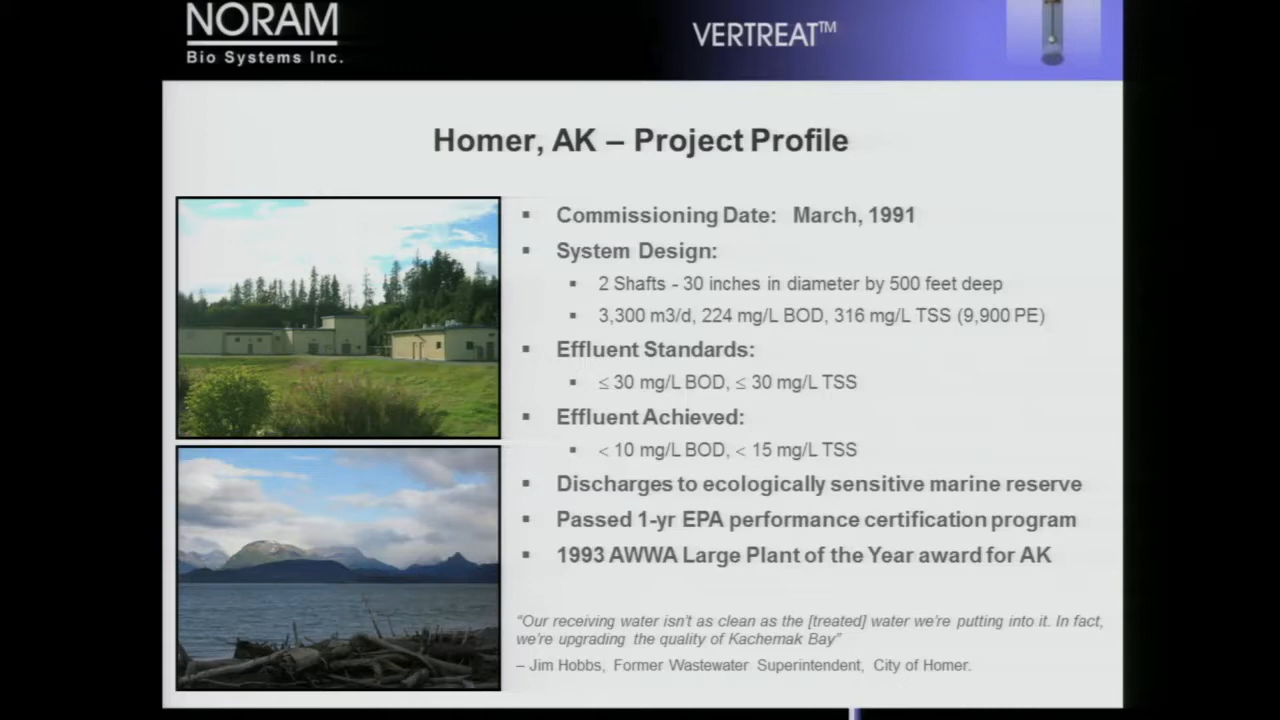 NORAM
Bio Systems Inc.
VERTREAT™
Homer, AK – Project Profile
▪ Commissioning Date: March, 1991
▪ System Design:
▪ 2 Shafts - 30 inches in diameter by 500 feet deep
▪ 3,300 m3/d, 224 mg/L BOD, 316 mg/L TSS (9,900 PE)
▪ Effluent Standards:
▪ ≤ 30 mg/L BOD, ≤ 30 mg/L TSS
▪ Effluent Achieved:
▪ < 10 mg/L BOD, < 15 mg/L TSS
▪ Discharges to ecologically sensitive marine reserve
▪ Passed 1-yr EPA performance certification program
▪ 1993 AWWA Large Plant of the Year award for AK
“Our receiving water isn’t as clean as the [treated] water we’re putting into it. In fact,
we’re upgrading the quality of Kachemak Bay”
– Jim Hobbs, Former Wastewater Superintendent, City of Homer.